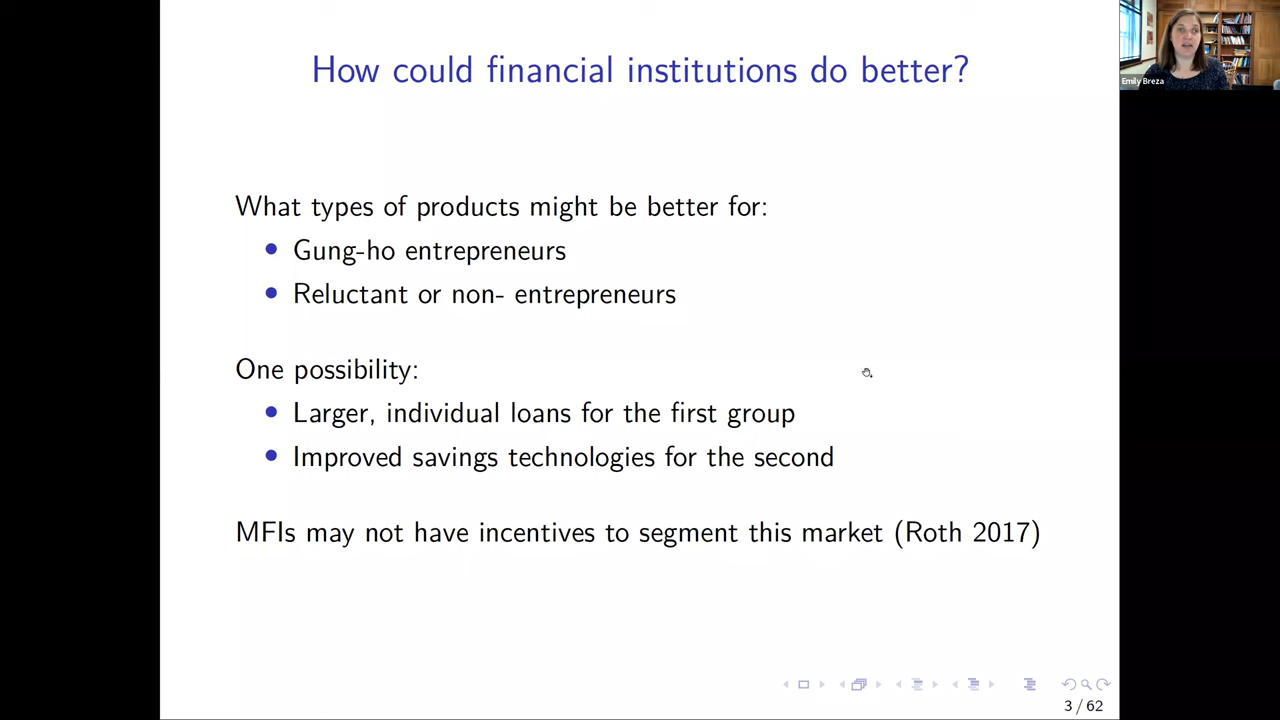 How could financial institutions do better?
Emily Breza
What types of products might be better for:
Gung-ho entrepreneurs
Reluctant or non- entrepreneurs
One possibility:
Larger, individual loans for the first group
Improved savings technologies for the second
MFIs may not have incentives to segment this market (Roth 2017)
3 / 62